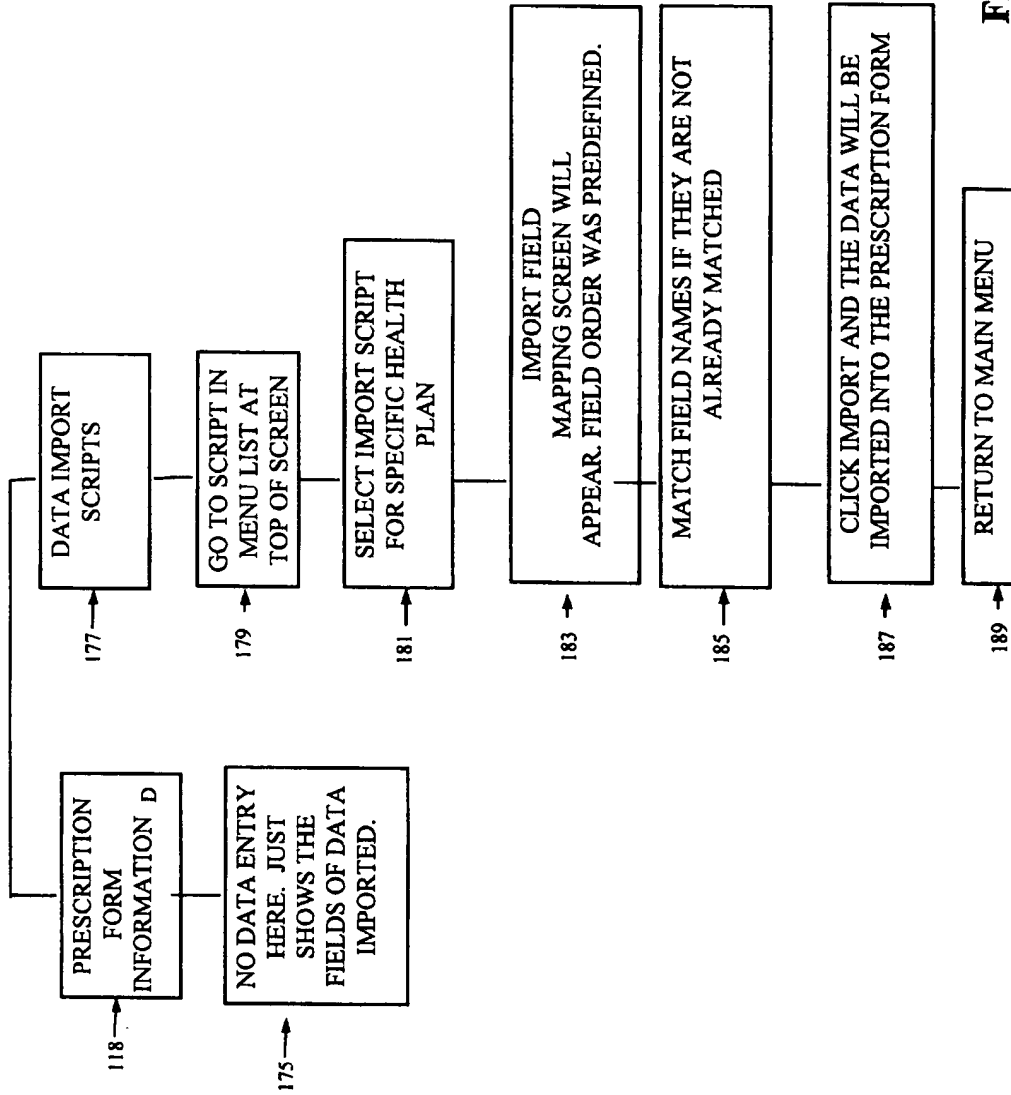 PRESCRIPTION
FORM
INFORMATION D
118
NO DATA ENTRY
HERE. JUST
SHOWS THE
FIELDS OF DATA
IMPORTED.
175
DATA IMPORT
SCRIPTS
177
GO TO SCRIPT IN
MENU LIST AT
TOP OF SCREEN
179
SELECT IMPORT SCRIPT
FOR SPECIFIC HEALTH
PLAN
181
IMPORT FIELD
MAPPING SCREEN WILL
APPEAR. FIELD ORDER WAS PREDEFINED.
183
MATCH FIELD NAMES IF THEY ARE NOT
ALREADY MATCHED
185
CLICK IMPORT AND THE DATA WILL BE
IMPORTED INTO THE PRESCRIPTION FORM
187
RETURN TO MAIN MENU
189